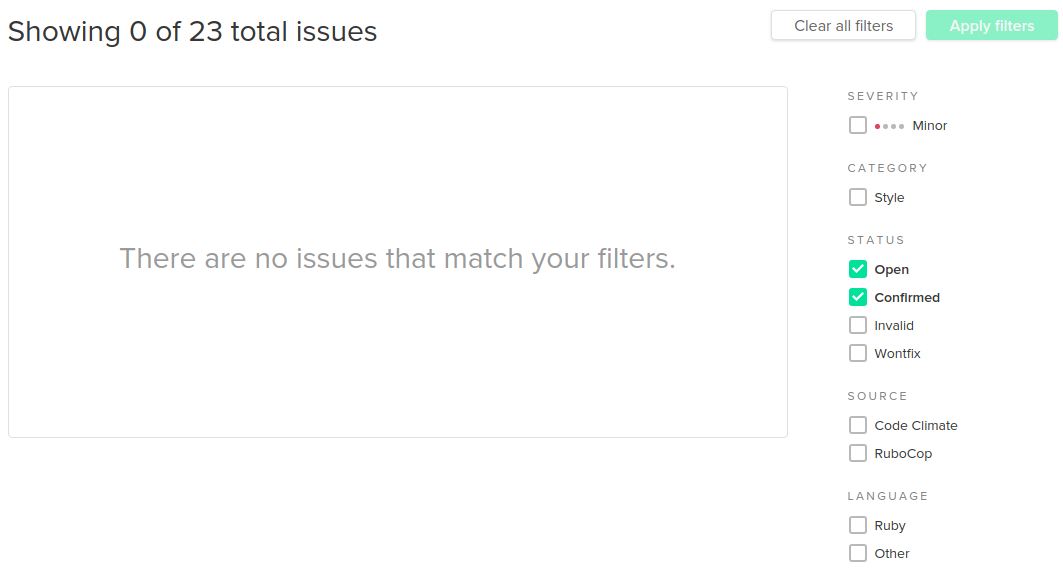 Showing 0 of 23 total issues
Clear all filters
Apply filters
There are no issues that match your filters.
SEVERITY
Minor
CATEGORY
Style
STATUS
Open
Confirmed
Invalid
Wontfix
SOURCE
Code Climate
RuboCop
LANGUAGE
Ruby
Other